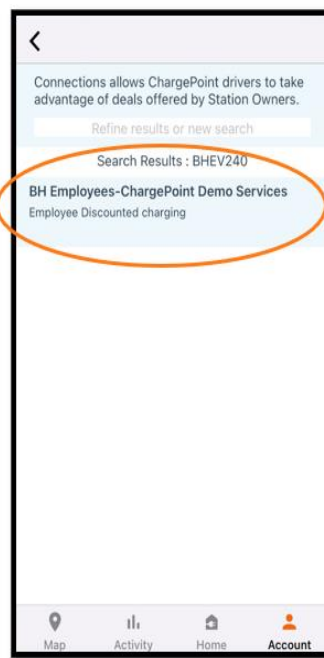 Connections allows ChargePoint drivers to take
advantage of deals offered by Station Owners.
Refine results or new search
Search Results : BHEV240
BH Employees-ChargePoint Demo Services
Employee Discounted charging
Map Activity Home Account